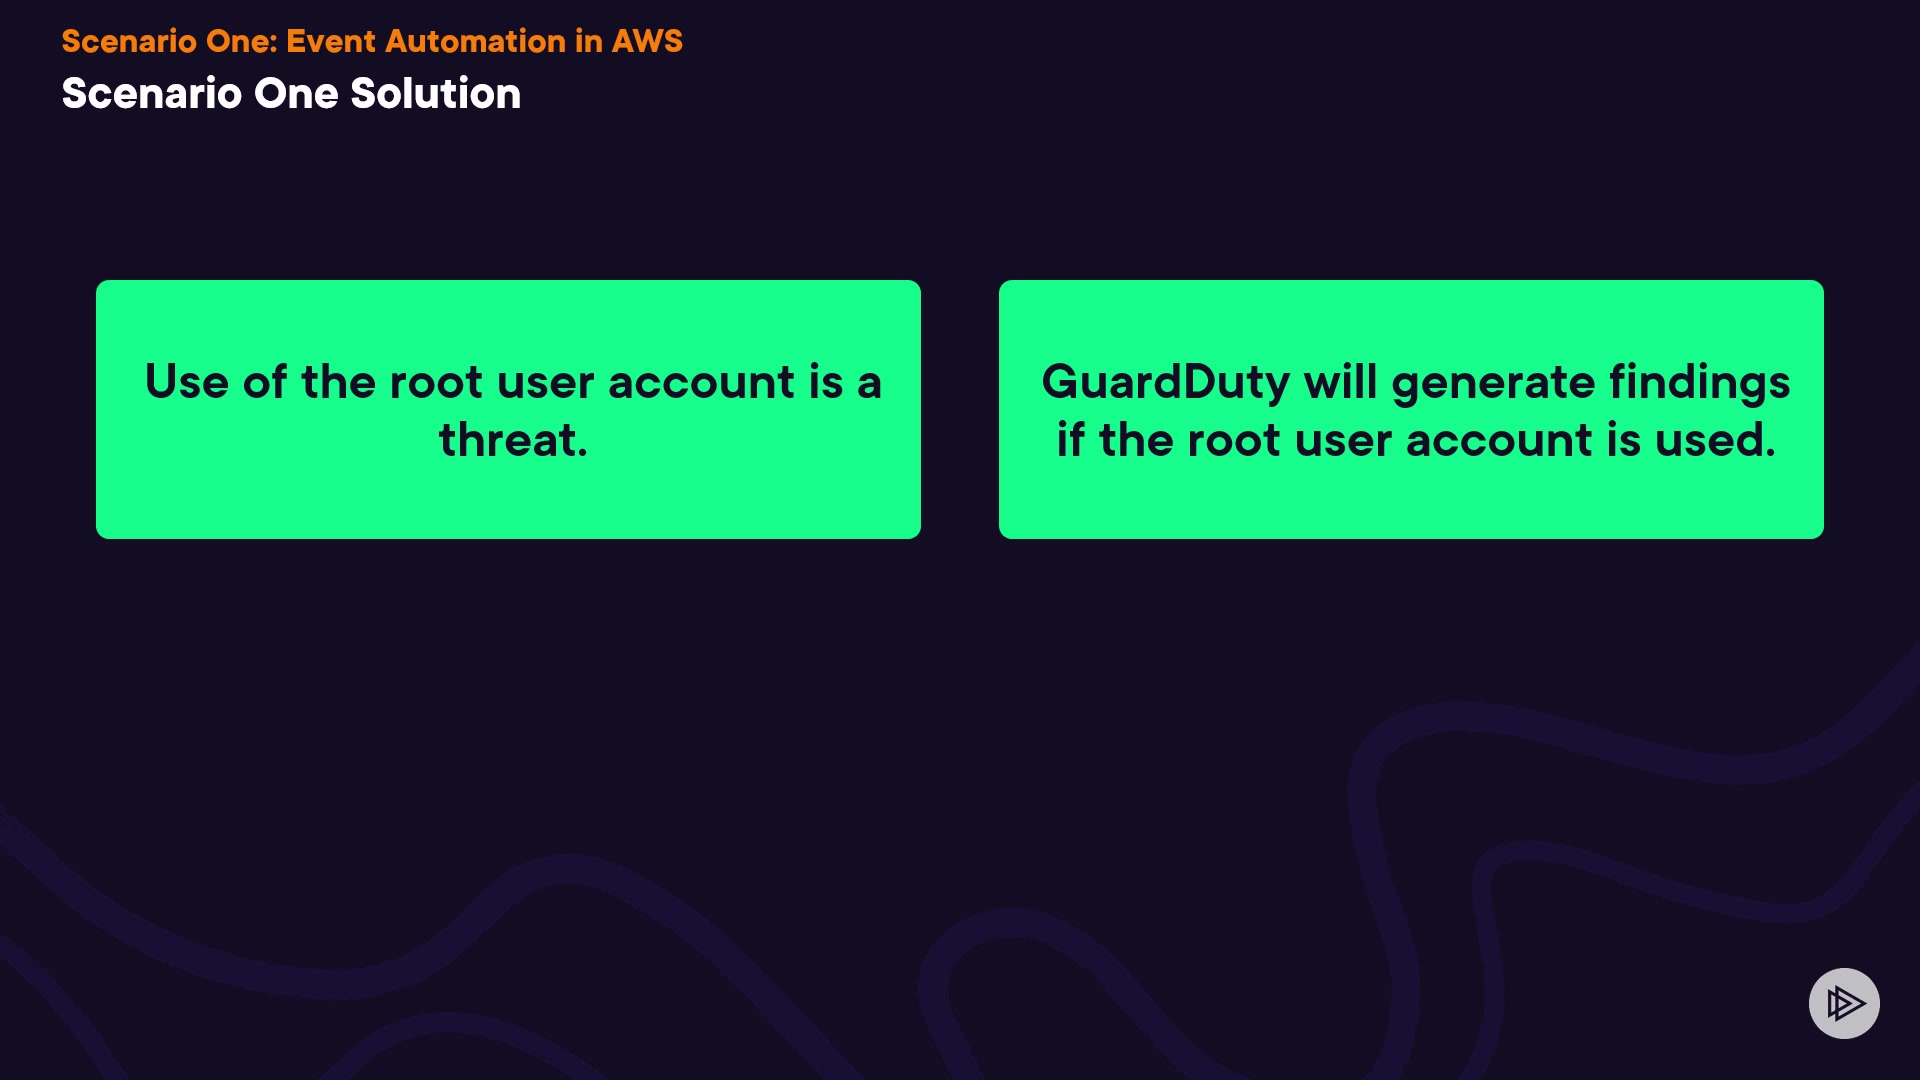 Scenario One: Event Automation in AWS
Scenario One Solution
Use of the root user account is a
threat.
GuardDuty will generate findings
if the root user account is used.